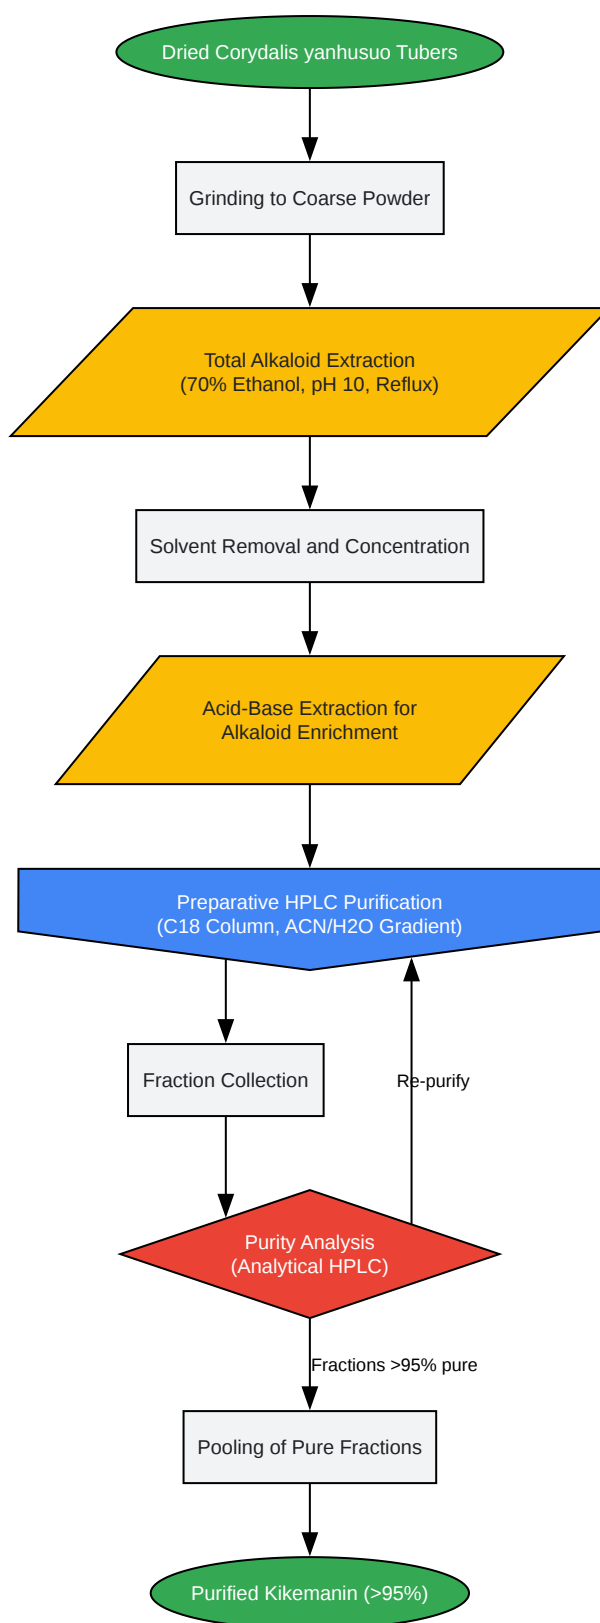 Dried Corydalis yanhusuo Tubers
Grinding to Coarse Powder
Total Alkaloid Extraction
(70% Ethanol, pH 10, Reflux)
Solvent Removal and Concentration
Acid-Base Extraction for
Alkaloid Enrichment
Preparative HPLC Purification
(C18 Column, ACN/H2O Gradient)
Fraction Collection
Re-purify
Purity Analysis
(Analytical HPLC)
Fractions >95% pure
Pooling of Pure Fractions
Purified Kikemanin (>95%)